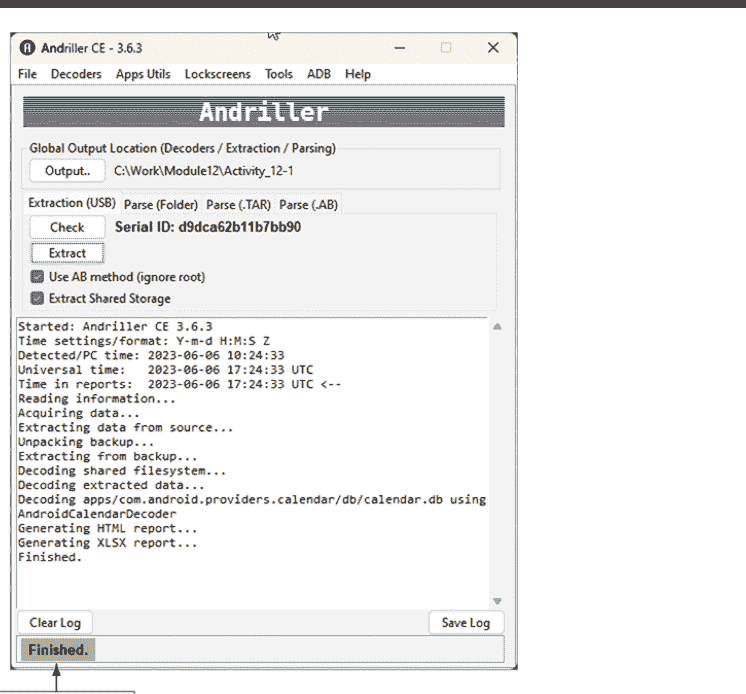 Andriller CE - 3.6.3
File Decoders Apps Utils Lockscreens Tools ADB Help
Andriller
Global Output Location (Decoders / Extraction / Parsing)
Output.. C:\Work\Module12\Activity_12-1
Extraction (USB) Parse (Folder) Parse (.TAR) Parse (.AB)
Check Serial ID: d9dca62b11b7bb90
Extract
Use AB method (ignore root)
Extract Shared Storage
Started: Andriller CE 3.6.3
Time settings/format: Y-m-d H:M:S Z
Detected/PC time: 2023-06-06 10:24:33
Universal time: 2023-06-06 17:24:33 UTC
Time in reports: 2023-06-06 17:24:33 UTC <--
Reading information...
Acquiring data...
Extracting data from source...
Unpacking backup...
Extracting from backup...
Decoding shared filesystem...
Decoding extracted data...
Decoding apps/com.android.providers.calendar/db/calendar.db using
AndroidCalendarDecoder
Generating HTML report...
Generating XLSX report...
Finished.
Clear Log Save Log
Finished.